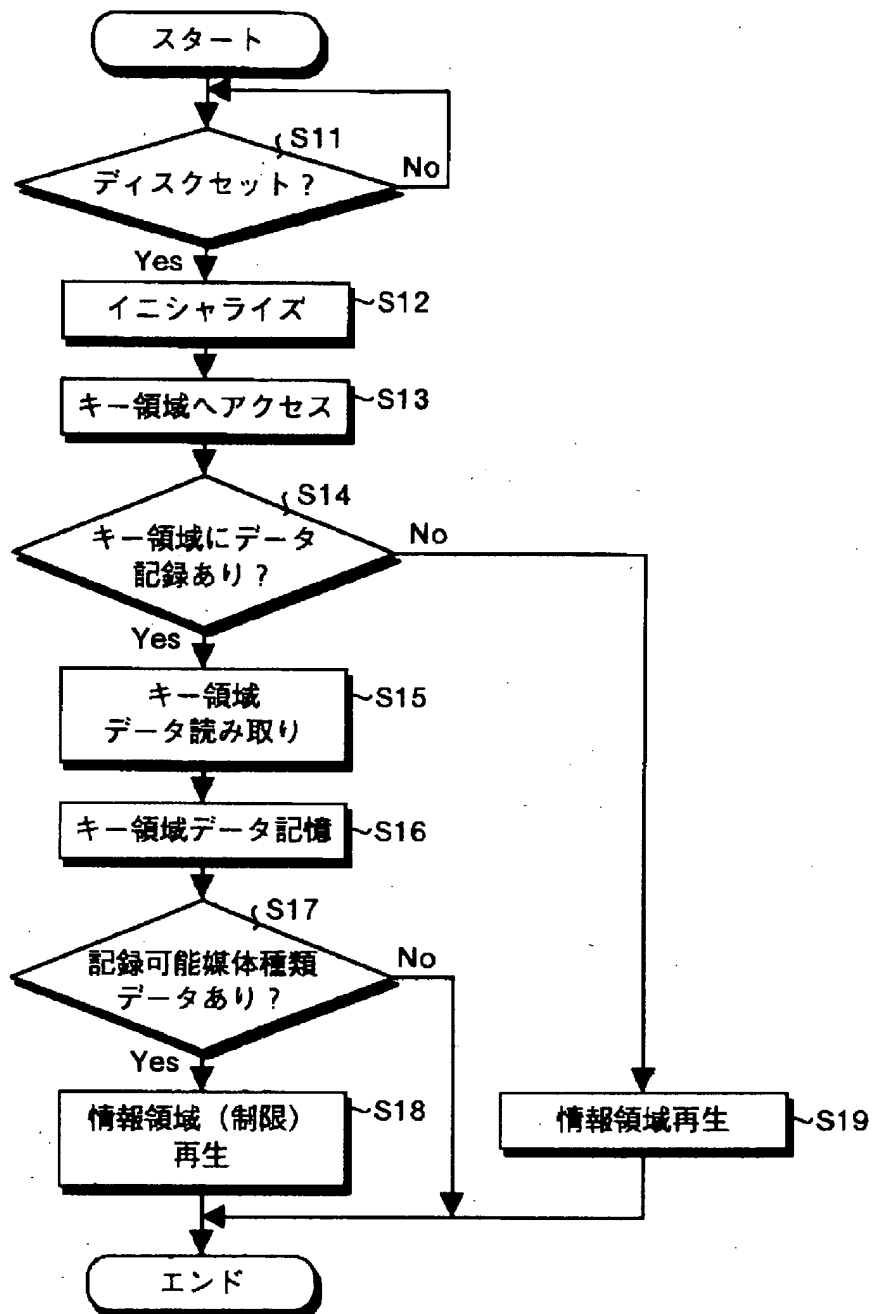 スタート
S11
ディスクセット？
No
Yes
イニシャライズ
S12
キー領域へアクセス
S13
S14
キー領域にデータ
記録あり？
No
Yes
キー領域
データ読み取り
S15
キー領域データ記憶
S16
S17
記録可能媒体種類
データあり？
No
Yes
情報領域（制限）
再生
S18
情報領域再生
S19
エンド